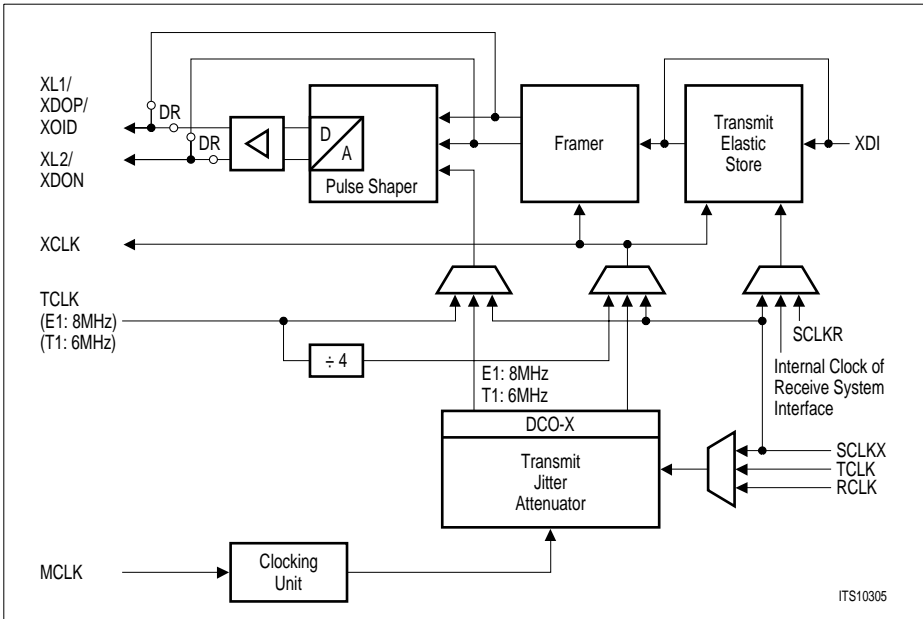 XL1/
XDOP/
XOID
DR
XL2/
XDON
DR
D
A
Pulse Shaper
Framer
Transmit
Elastic
Store
XDI
XCLK
TCLK
(E1: 8MHz)
(T1: 6MHz)
÷ 4
E1: 8MHz
T1: 6MHz
SCLKR
Internal Clock of
Receive System
Interface
DCO-X
Transmit
Jitter
Attenuator
SCLKX
TCLK
RCLK
MCLK
Clocking
Unit
ITS10305